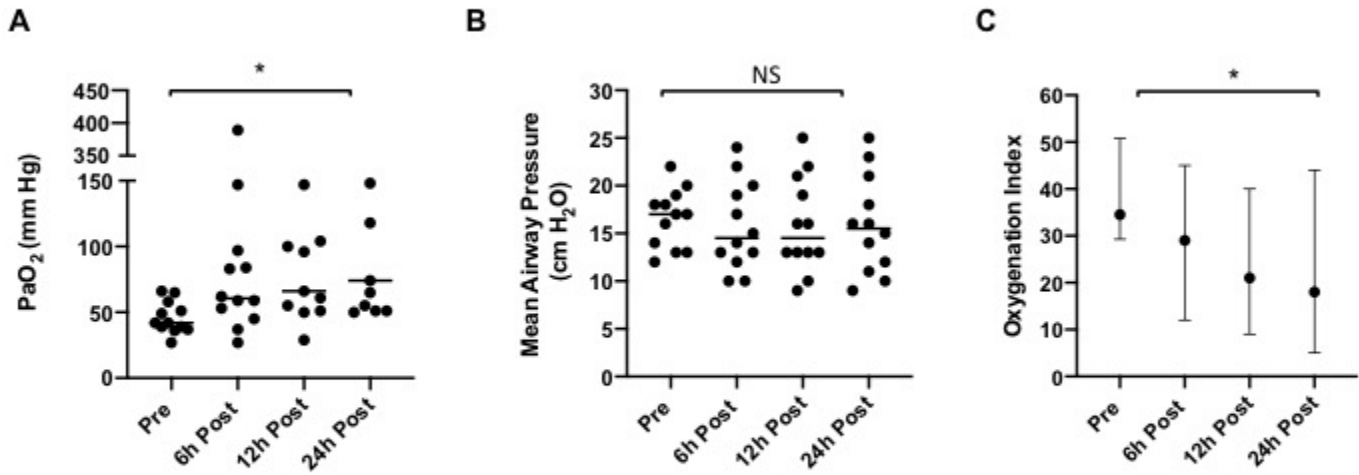 A
B
C
*
NS
*
PaO2 (mm Hg)
450
400
350
150
100
50
0
Pre
6h Post
12h Post
24h Post
Mean Airway Pressure
(cm H2O)
30
25
20
15
10
5
0
Pre
6h Post
12h Post
24h Post
Oxygenation Index
60
50
40
30
20
10
0
Pre
6h Post
12h Post
24h Post